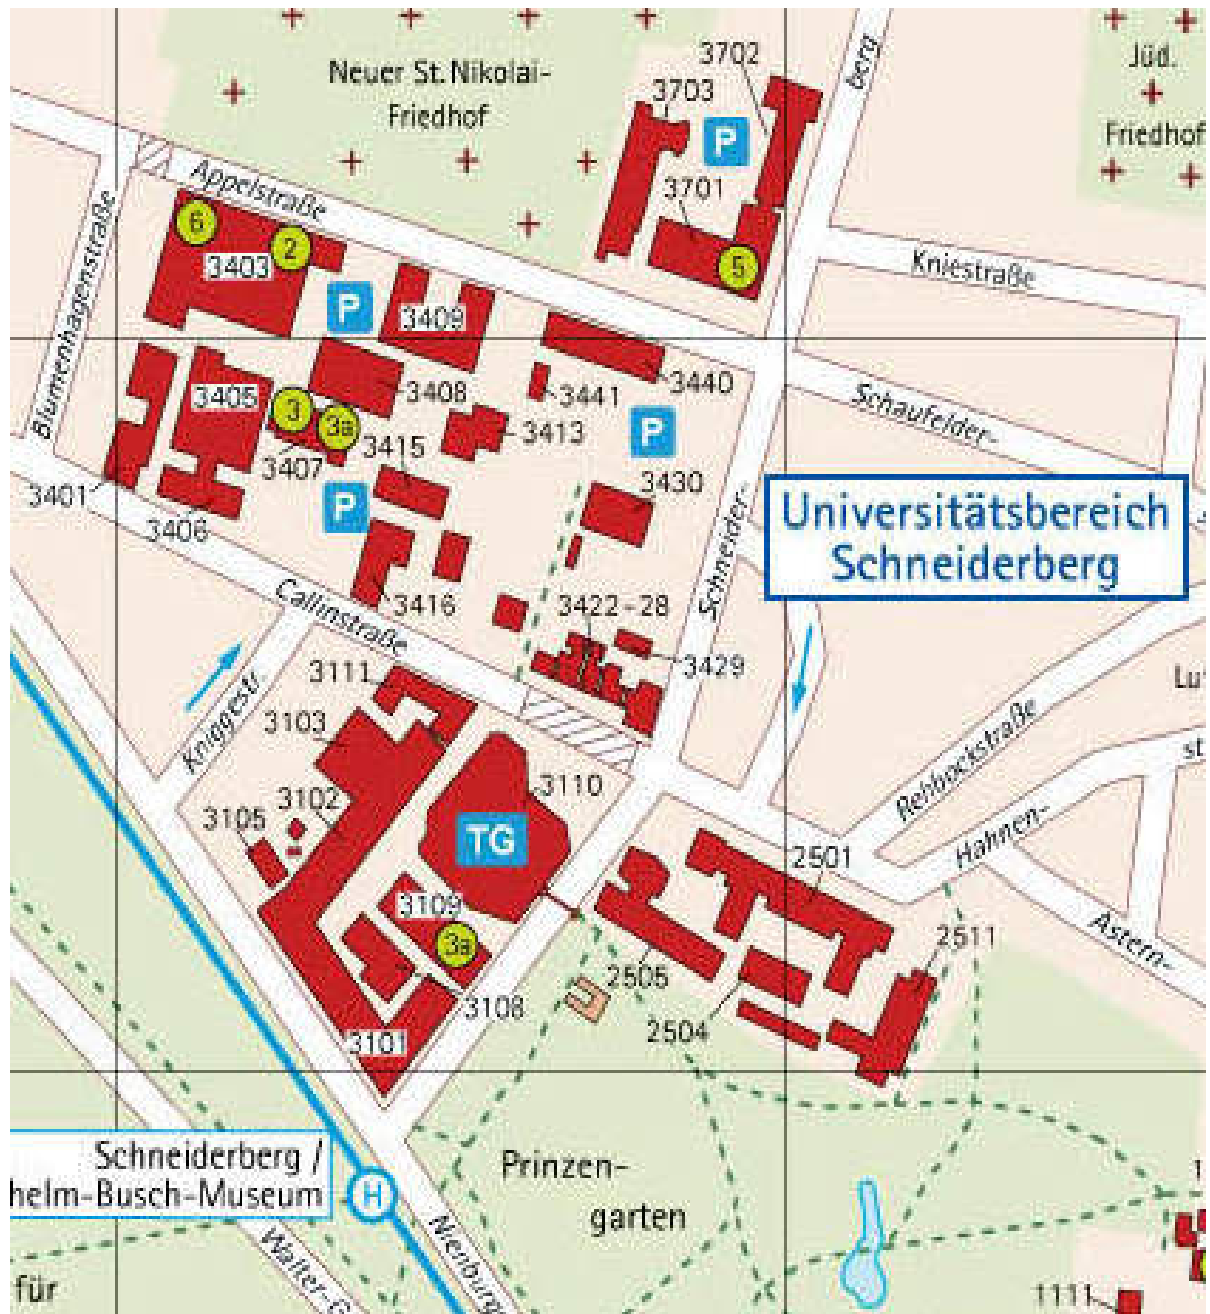 Neuer St. Nikolai-
Friedhof
3702
3703
P
berg
Jüd.
Friedhof
3701
Appelstraße
6
2
3403
5
Kniestraße
Blumenhagenstraße
P
3409
3408
3440
3441
3405
3
3a
3413
P
Schaufelder-
3407
3415
3430
3401
3406
P
Schneider-
Universitätsbereich
Schneiderberg
3416
3422-28
3429
Callinstraße
Kniggestr.
3111
3103
3110
3102
3105
TG
Rehbockstraße
Hahnen-
st
2501
3109
3a
Astern-
2511
2505
3108
2504
3101
Schneiderberg /
helm-Busch-Museum
H
Prinzen-
garten
Nienburg
Walter-G
für
1111